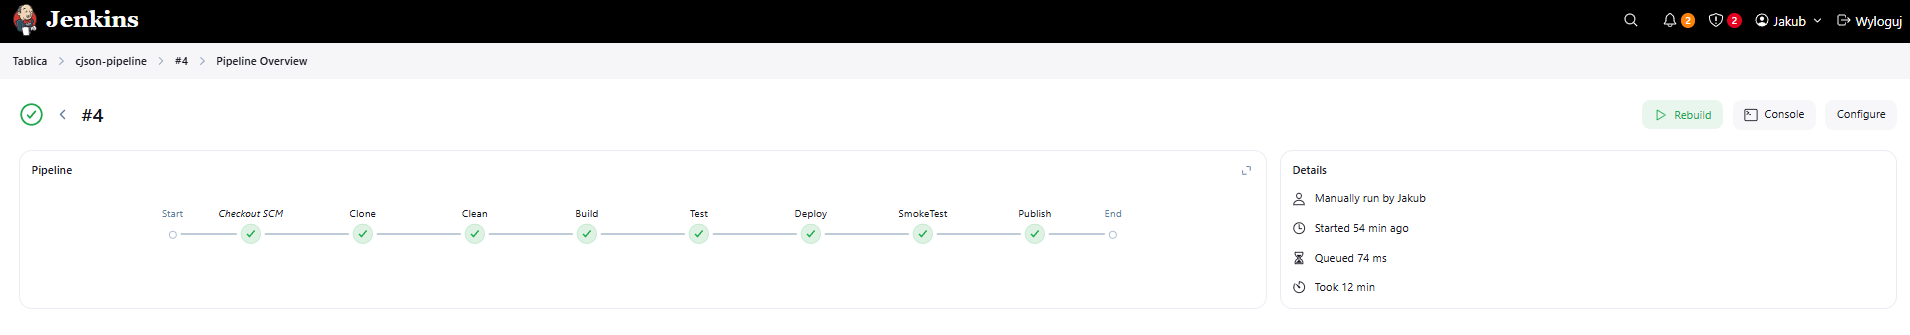 Jenkins
2 2 Jakub Wyloguj
Tablica cjson-pipeline #4 Pipeline Overview
#4 Rebuild Console Configure
Pipeline
Start Checkout SCM Clone Clean Build Test Deploy SmokeTest Publish End
Details
Manually run by Jakub
Started 54 min ago
Queued 74 ms
Took 12 min